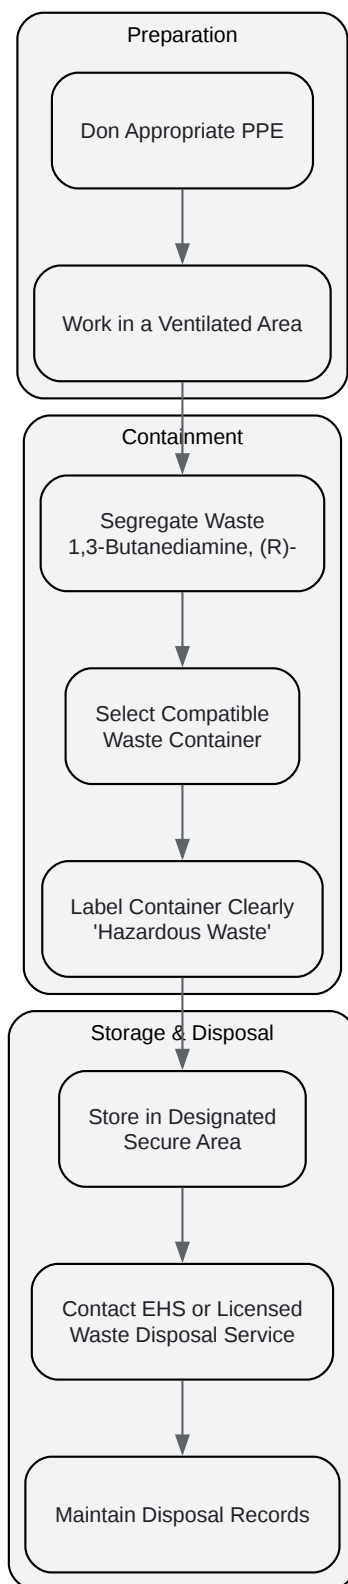 Preparation
Don Appropriate PPE
Work in a Ventilated Area
Containment
Segregate Waste
1,3-Butanediamine, (R)-
Select Compatible
Waste Container
Label Container Clearly
'Hazardous Waste'
Storage & Disposal
Store in Designated
Secure Area
Contact EHS or Licensed
Waste Disposal Service
Maintain Disposal Records